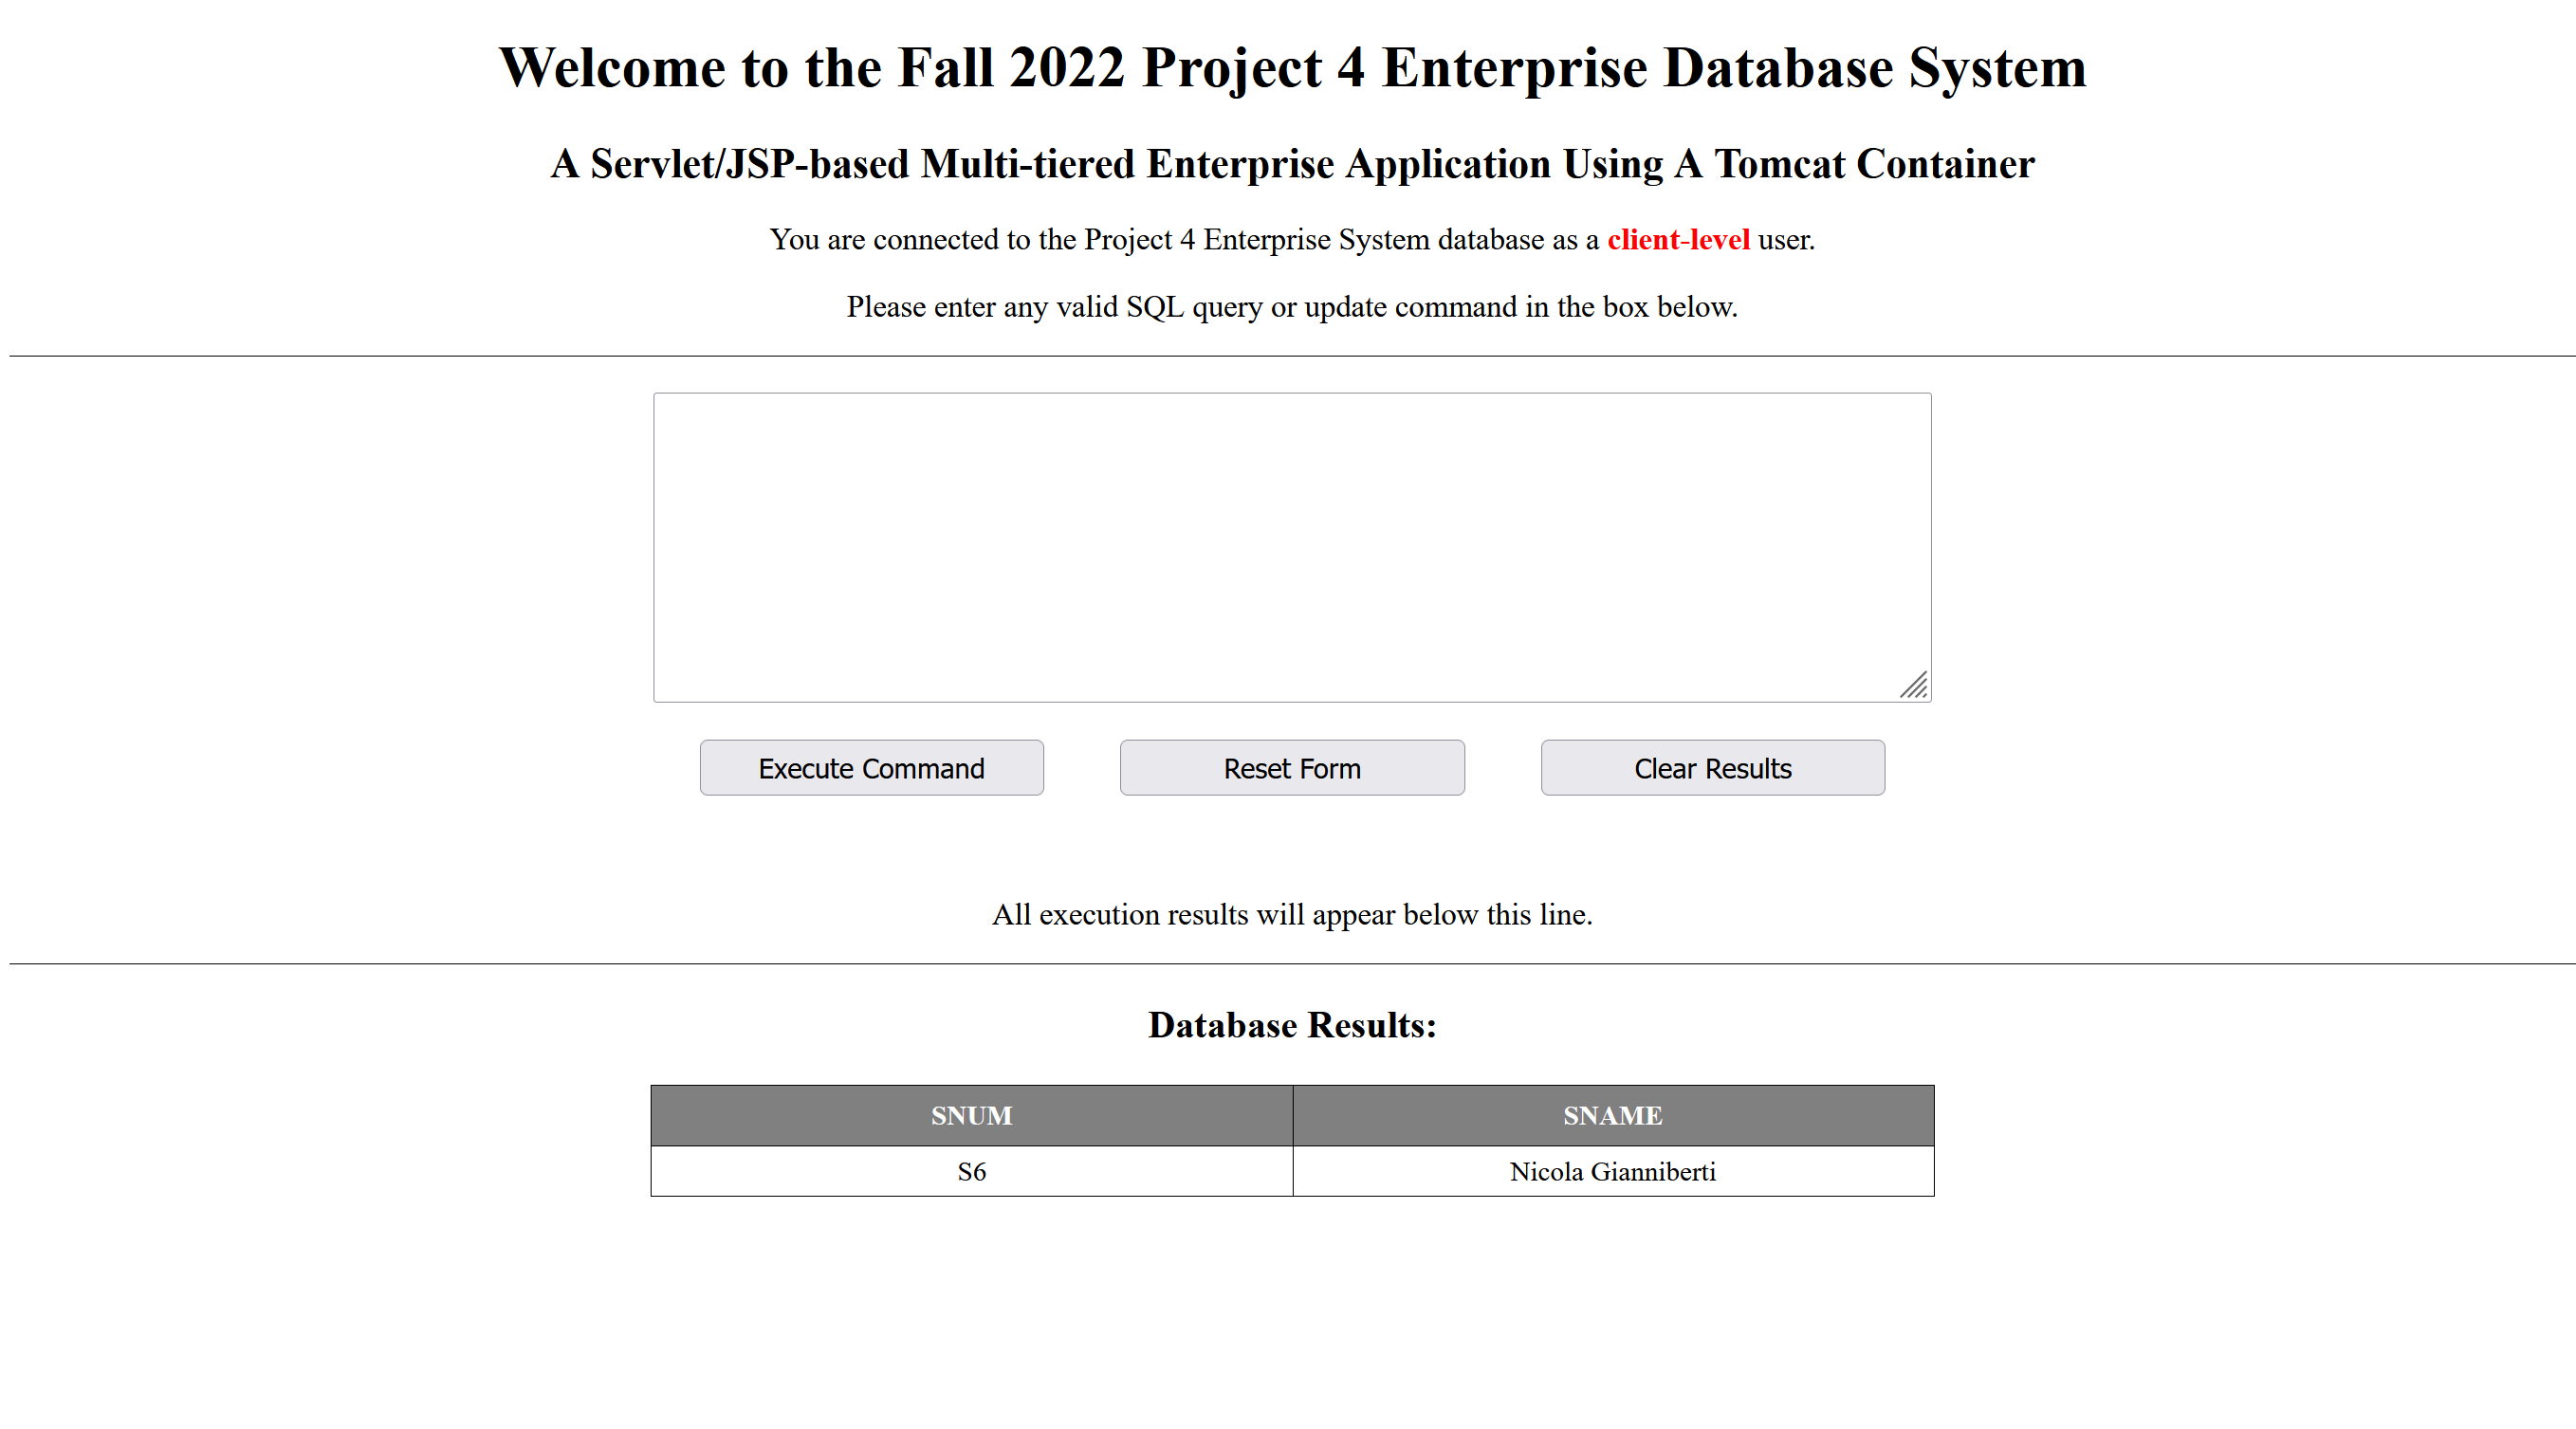 Welcome to the Fall 2022 Project 4 Enterprise Database System
A Servlet/JSP-based Multi-tiered Enterprise Application Using A Tomcat Container
You are connected to the Project 4 Enterprise System database as a client-level user.
Please enter any valid SQL query or update command in the box below.
Execute Command Reset Form Clear Results
All execution results will appear below this line.
Database Results:
SNUM SNAME
S6 Nicola Gianniberti